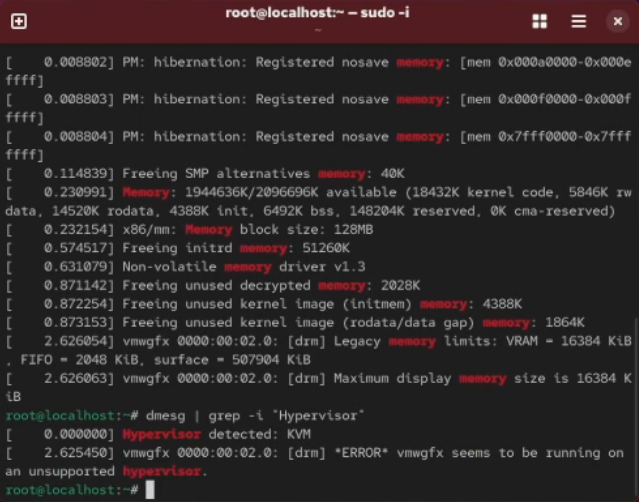 root@localhost:~ — sudo -i
~
[    0.008802] PM: hibernation: Registered nosave memory: [mem 0x000a0000-0x000e
ffff]
[    0.008803] PM: hibernation: Registered nosave memory: [mem 0x000f0000-0x000f
ffff]
[    0.008804] PM: hibernation: Registered nosave memory: [mem 0x7fff0000-0x7fff
ffff]
[    0.114839] Freeing SMP alternatives memory: 40K
[    0.230991] Memory: 1944636K/2096696K available (18432K kernel code, 5846K rw
data, 14520K rodata, 4388K init, 6492K bss, 148204K reserved, 0K cma-reserved)
[    0.232154] x86/mm: Memory block size: 128MB
[    0.574517] Freeing initrd memory: 51260K
[    0.631079] Non-volatile memory driver v1.3
[    0.871142] Freeing unused decrypted memory: 2028K
[    0.872254] Freeing unused kernel image (initmem) memory: 4388K
[    0.873153] Freeing unused kernel image (rodata/data gap) memory: 1864K
[    2.626054] vmwgfx 0000:00:02.0: [drm] Legacy memory limits: VRAM = 16384 KiB
, FIFO = 2048 KiB, surface = 507904 KiB
[    2.626063] vmwgfx 0000:00:02.0: [drm] Maximum display memory size is 16384 K
iB
root@localhost:~# dmesg | grep -i "Hypervisor"
[    0.000000] Hypervisor detected: KVM
[    2.625450] vmwgfx 0000:00:02.0: [drm] *ERROR* vmwgfx seems to be running on
an unsupported hypervisor.
root@localhost:~#